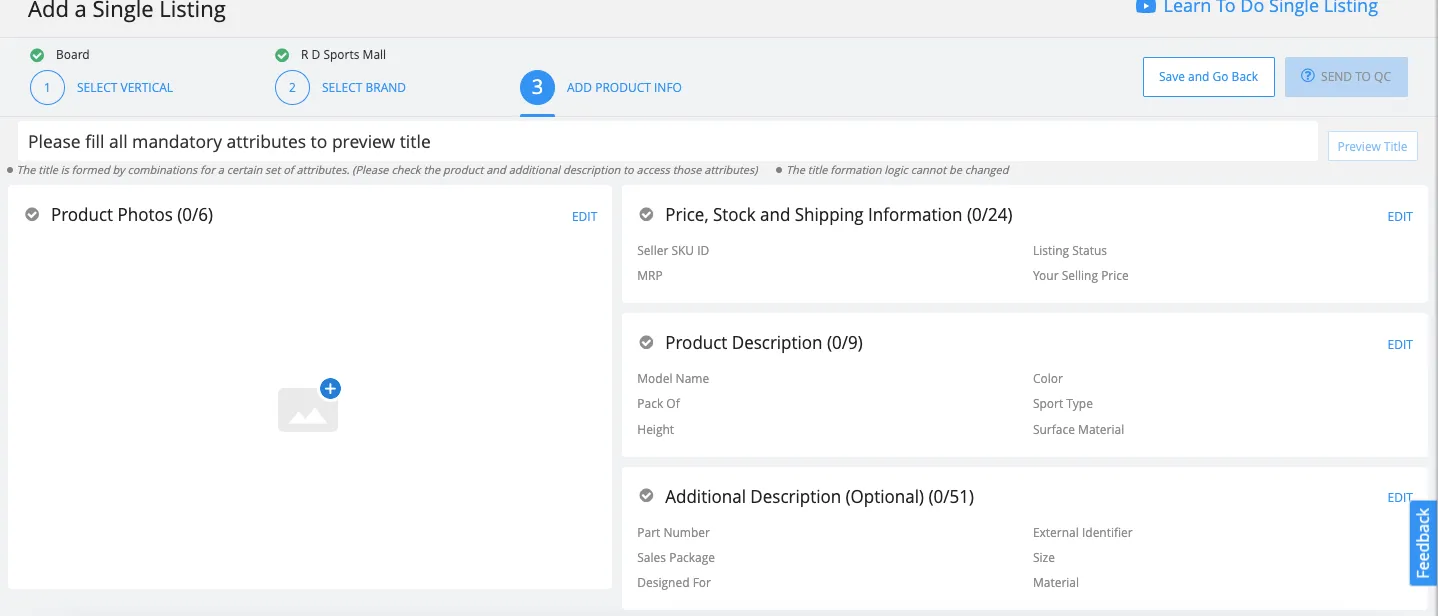 Add a Single Listing
Learn To Do Single Listing
Board
R D Sports Mall
1 SELECT VERTICAL
2 SELECT BRAND
3 ADD PRODUCT INFO
Save and Go Back
? SEND TO QC
Please fill all mandatory attributes to preview title
Preview Title
• The title is formed by combinations for a certain set of attributes. (Please check the product and additional description to access those attributes)
• The title formation logic cannot be changed
Product Photos (0/6)
EDIT
Price, Stock and Shipping Information (0/24)
EDIT
Seller SKU ID
Listing Status
MRP
Your Selling Price
Product Description (0/9)
EDIT
Model Name
Color
Pack Of
Sport Type
Height
Surface Material
Additional Description (Optional) (0/51)
EDIT
Part Number
External Identifier
Sales Package
Size
Designed For
Material
Feedback